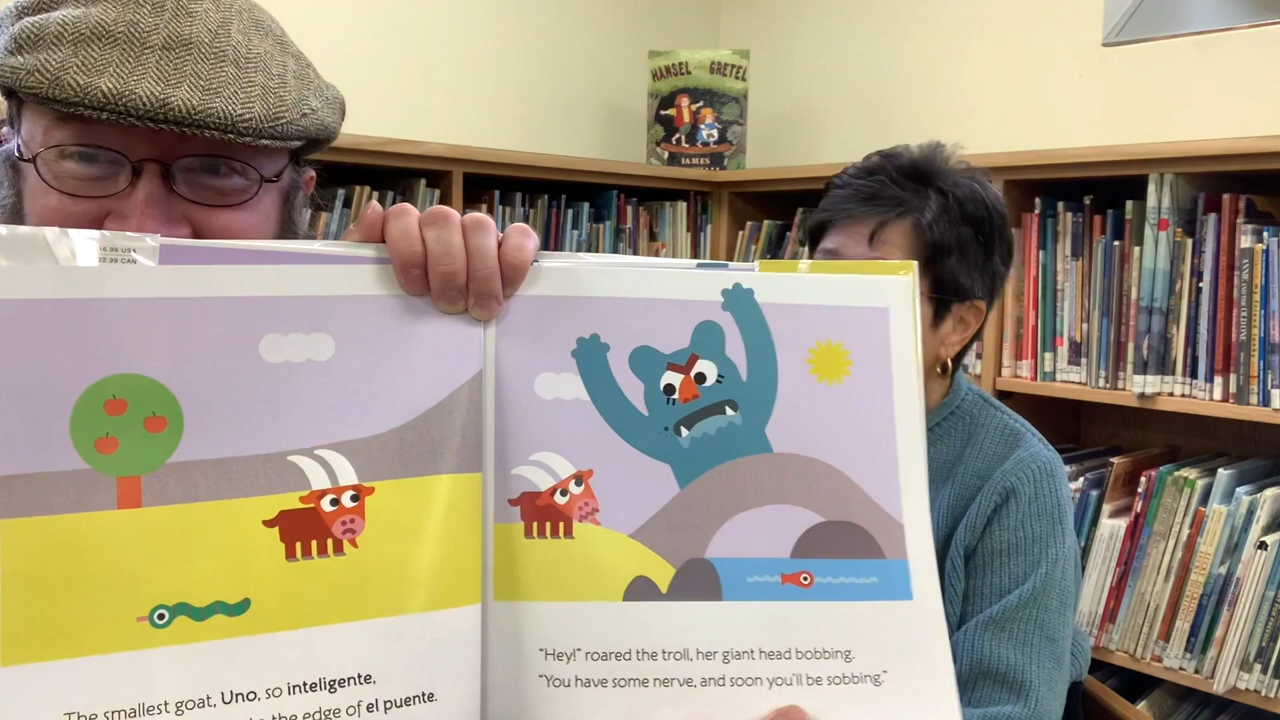 HANSEL AND GRETEL
JAMES
14.99 USA
22.99 CAN
The smallest goat, Uno, so inteligente,
the edge of el puente.
"Hey!" roared the troll, her giant head bobbing.
"You have some nerve, and soon you'll be sobbing."